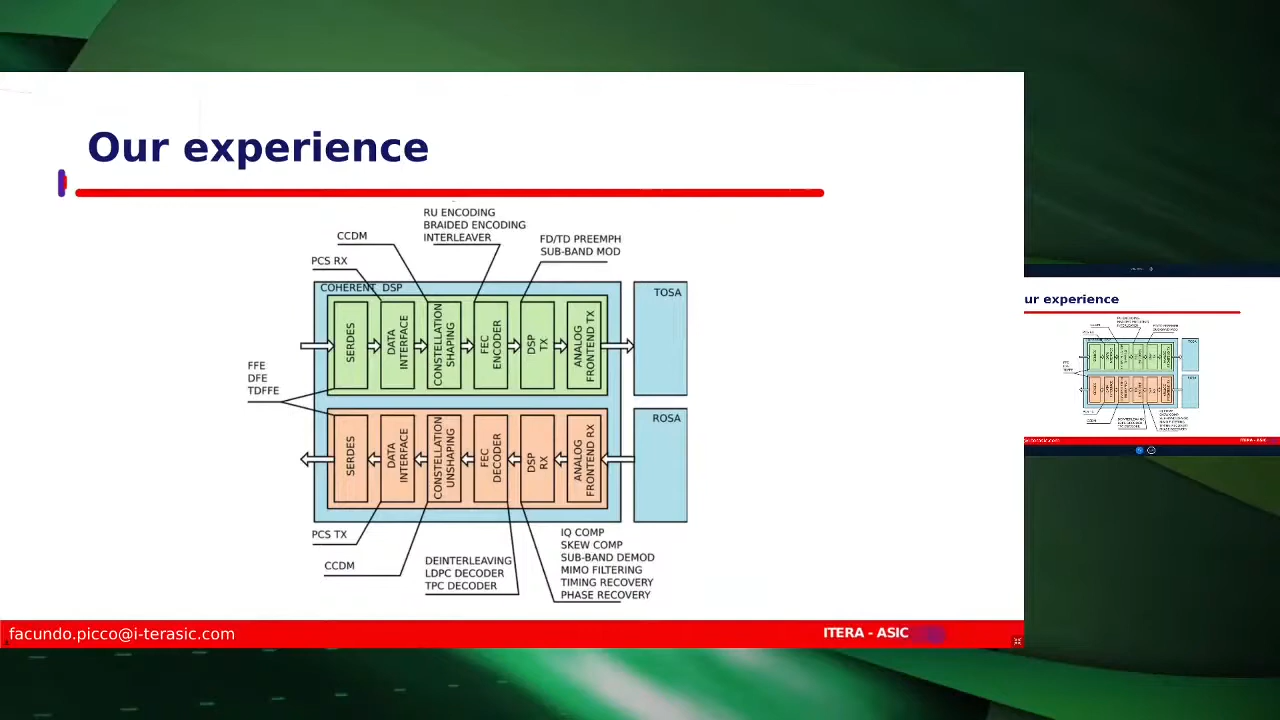 Our experience
RU ENCODING
BRAIDED ENCODING
INTERLEAVER
CCDM
FD/TD PREEMPH
SUB-BAND MOD
PCS RX
COHERENT DSP
TOSA
SERDES
DATA
INTERFACE
CONSTELLATION
SHAPING
FEC
ENCODER
DSP
TX
ANALOG
FRONTEND TX
FFE
DFE
TDFFE
ROSA
SERDES
DATA
INTERFACE
CONSTELLATION
UNSHAPING
FEC
DECODER
DSP
RX
ANALOG
FRONTEND RX
PCS TX
CCDM
DEINTERLEAVING
LDPC DECODER
TPC DECODER
IQ COMP
SKEW COMP
SUB-BAND DEMOD
MIMO FILTERING
TIMING RECOVERY
PHASE RECOVERY
facundo.picco@i-terasic.com
ITERA - ASIC
ur experience